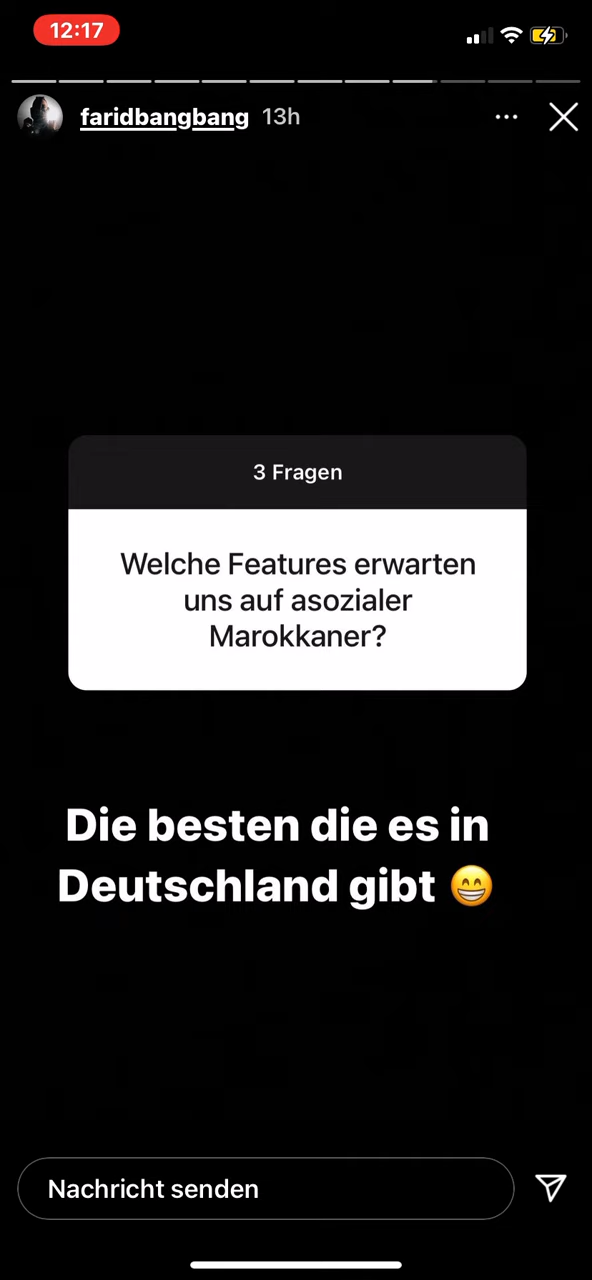 12:17
faridbangbang 13h
3 Fragen
Welche Features erwarten
uns auf asozialer
Marokkaner?
Die besten die es in
Deutschland gibt 😁
Nachricht senden